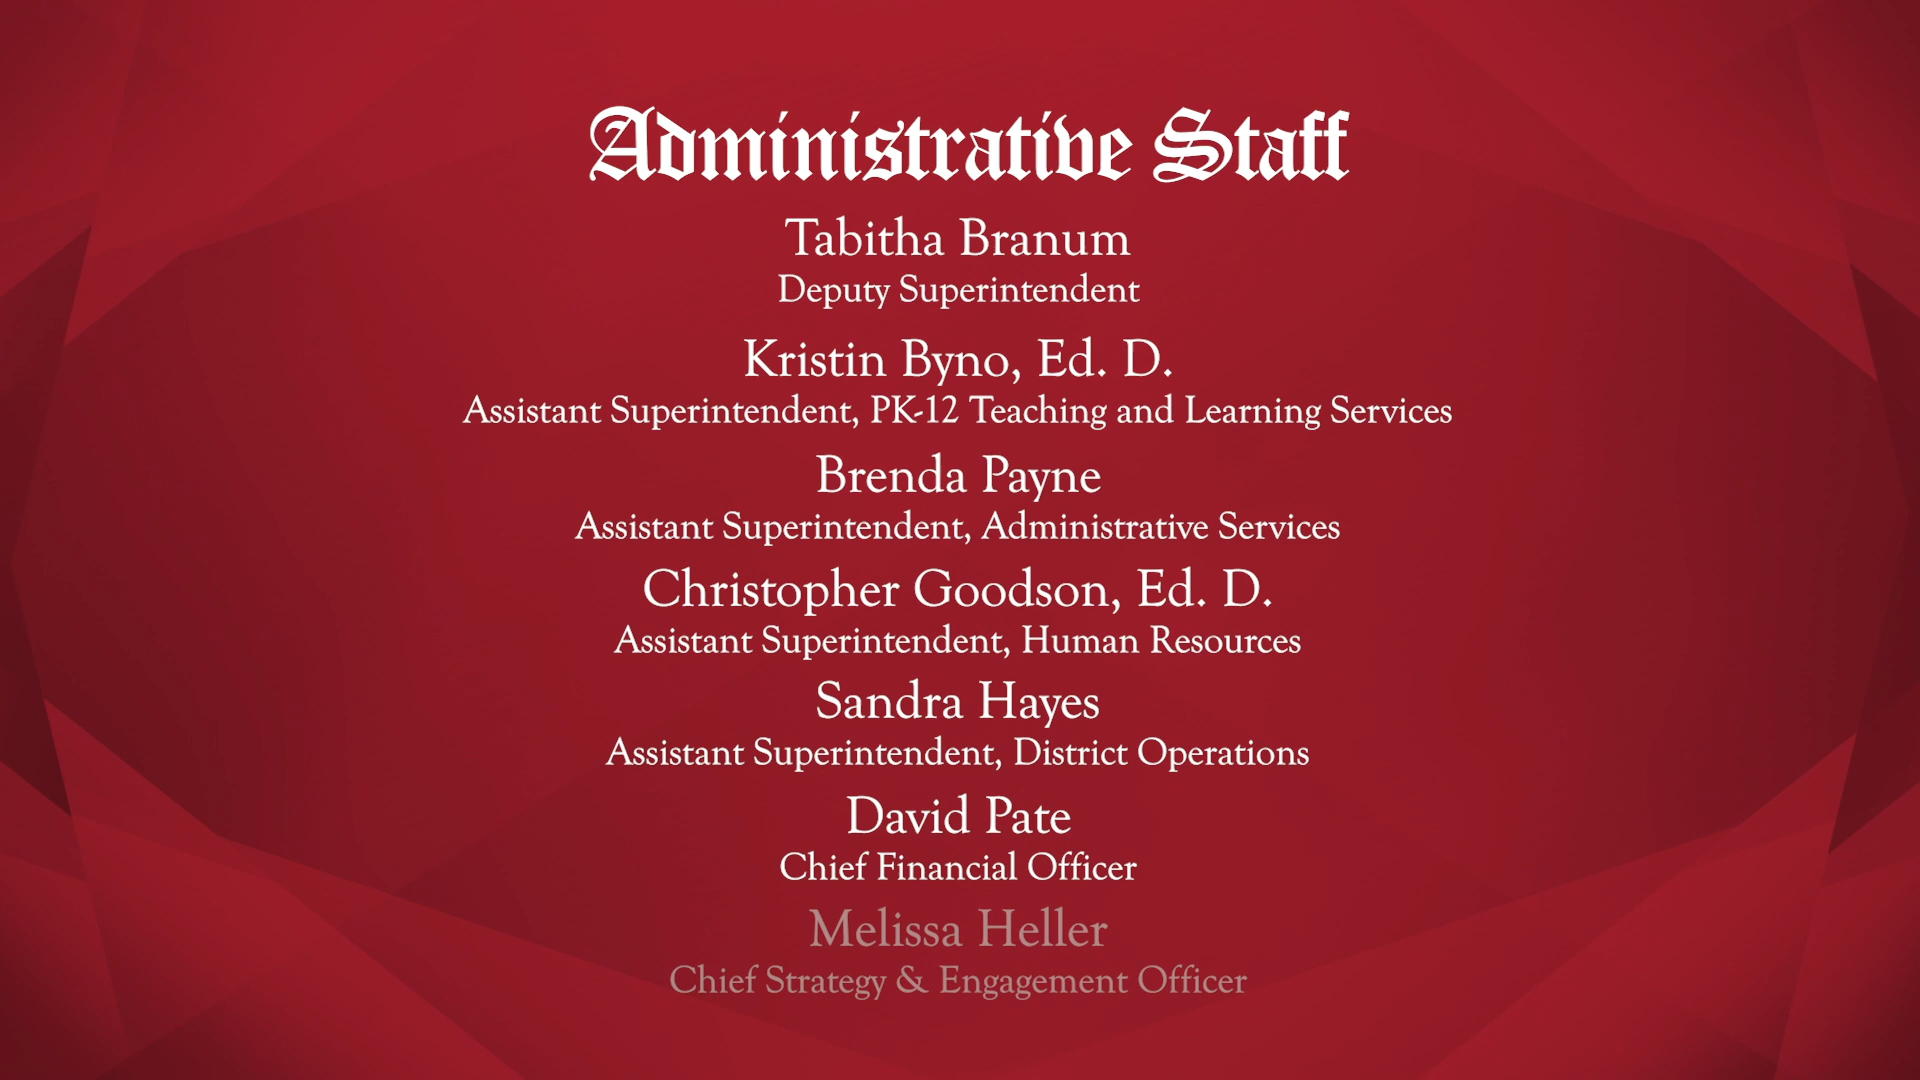 Administrative Staff
Tabitha Branum
Deputy Superintendent
Kristin Byno, Ed. D.
Assistant Superintendent, PK-12 Teaching and Learning Services
Brenda Payne
Assistant Superintendent, Administrative Services
Christopher Goodson, Ed. D.
Assistant Superintendent, Human Resources
Sandra Hayes
Assistant Superintendent, District Operations
David Pate
Chief Financial Officer
Melissa Heller
Chief Strategy & Engagement Officer